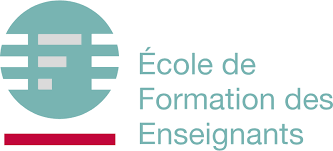 École de
Formation des
Enseignants